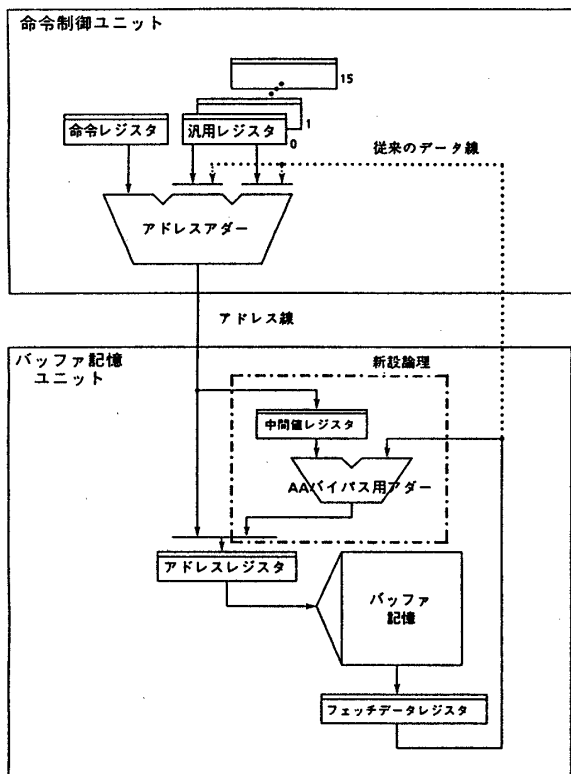 命令制御ユニット
15
1
命令レジスタ
汎用レジスタ
0
従来のデータ線
アドレスアダー
アドレス線
バッファ記憶
ユニット
新設論理
中間値レジスタ
AAバイパス用アダー
アドレスレジスタ
バッファ
記憶
フェッチデータレジスタ